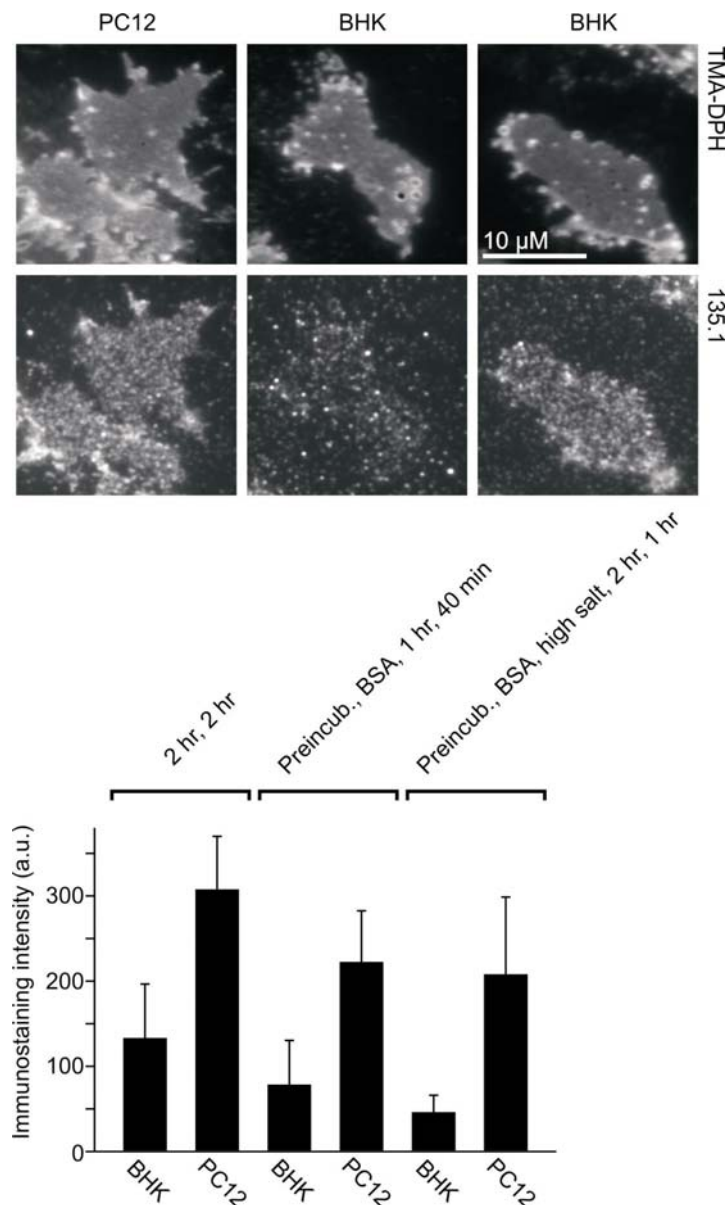 PC12
BHK
BHK
TMA-DPH
10 µM
135.1
2 hr, 2 hr
Preincub., BSA, 1 hr, 40 min
Preincub., BSA, high salt, 2 hr, 1 hr
Immunostaining intensity (a.u.)
300
200
100
0
BHK
PC12
BHK
PC12
BHK
PC12